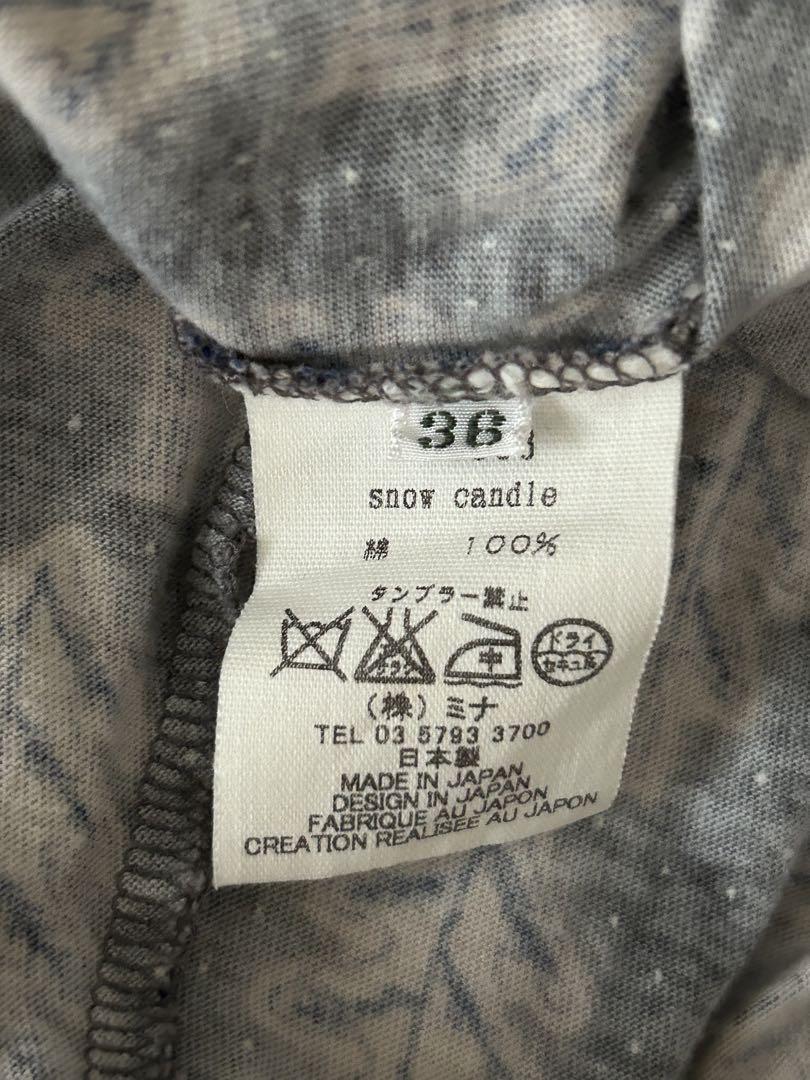 36
snow candle
綿 100%
タンブラー禁止
中
ドライ
セキユ系
(株)ミナ
TEL 03 5793 3700
日本製
MADE IN JAPAN
DESIGN IN JAPAN
FABRIQUE AU JAPON
CREATION REALISEE AU JAPON